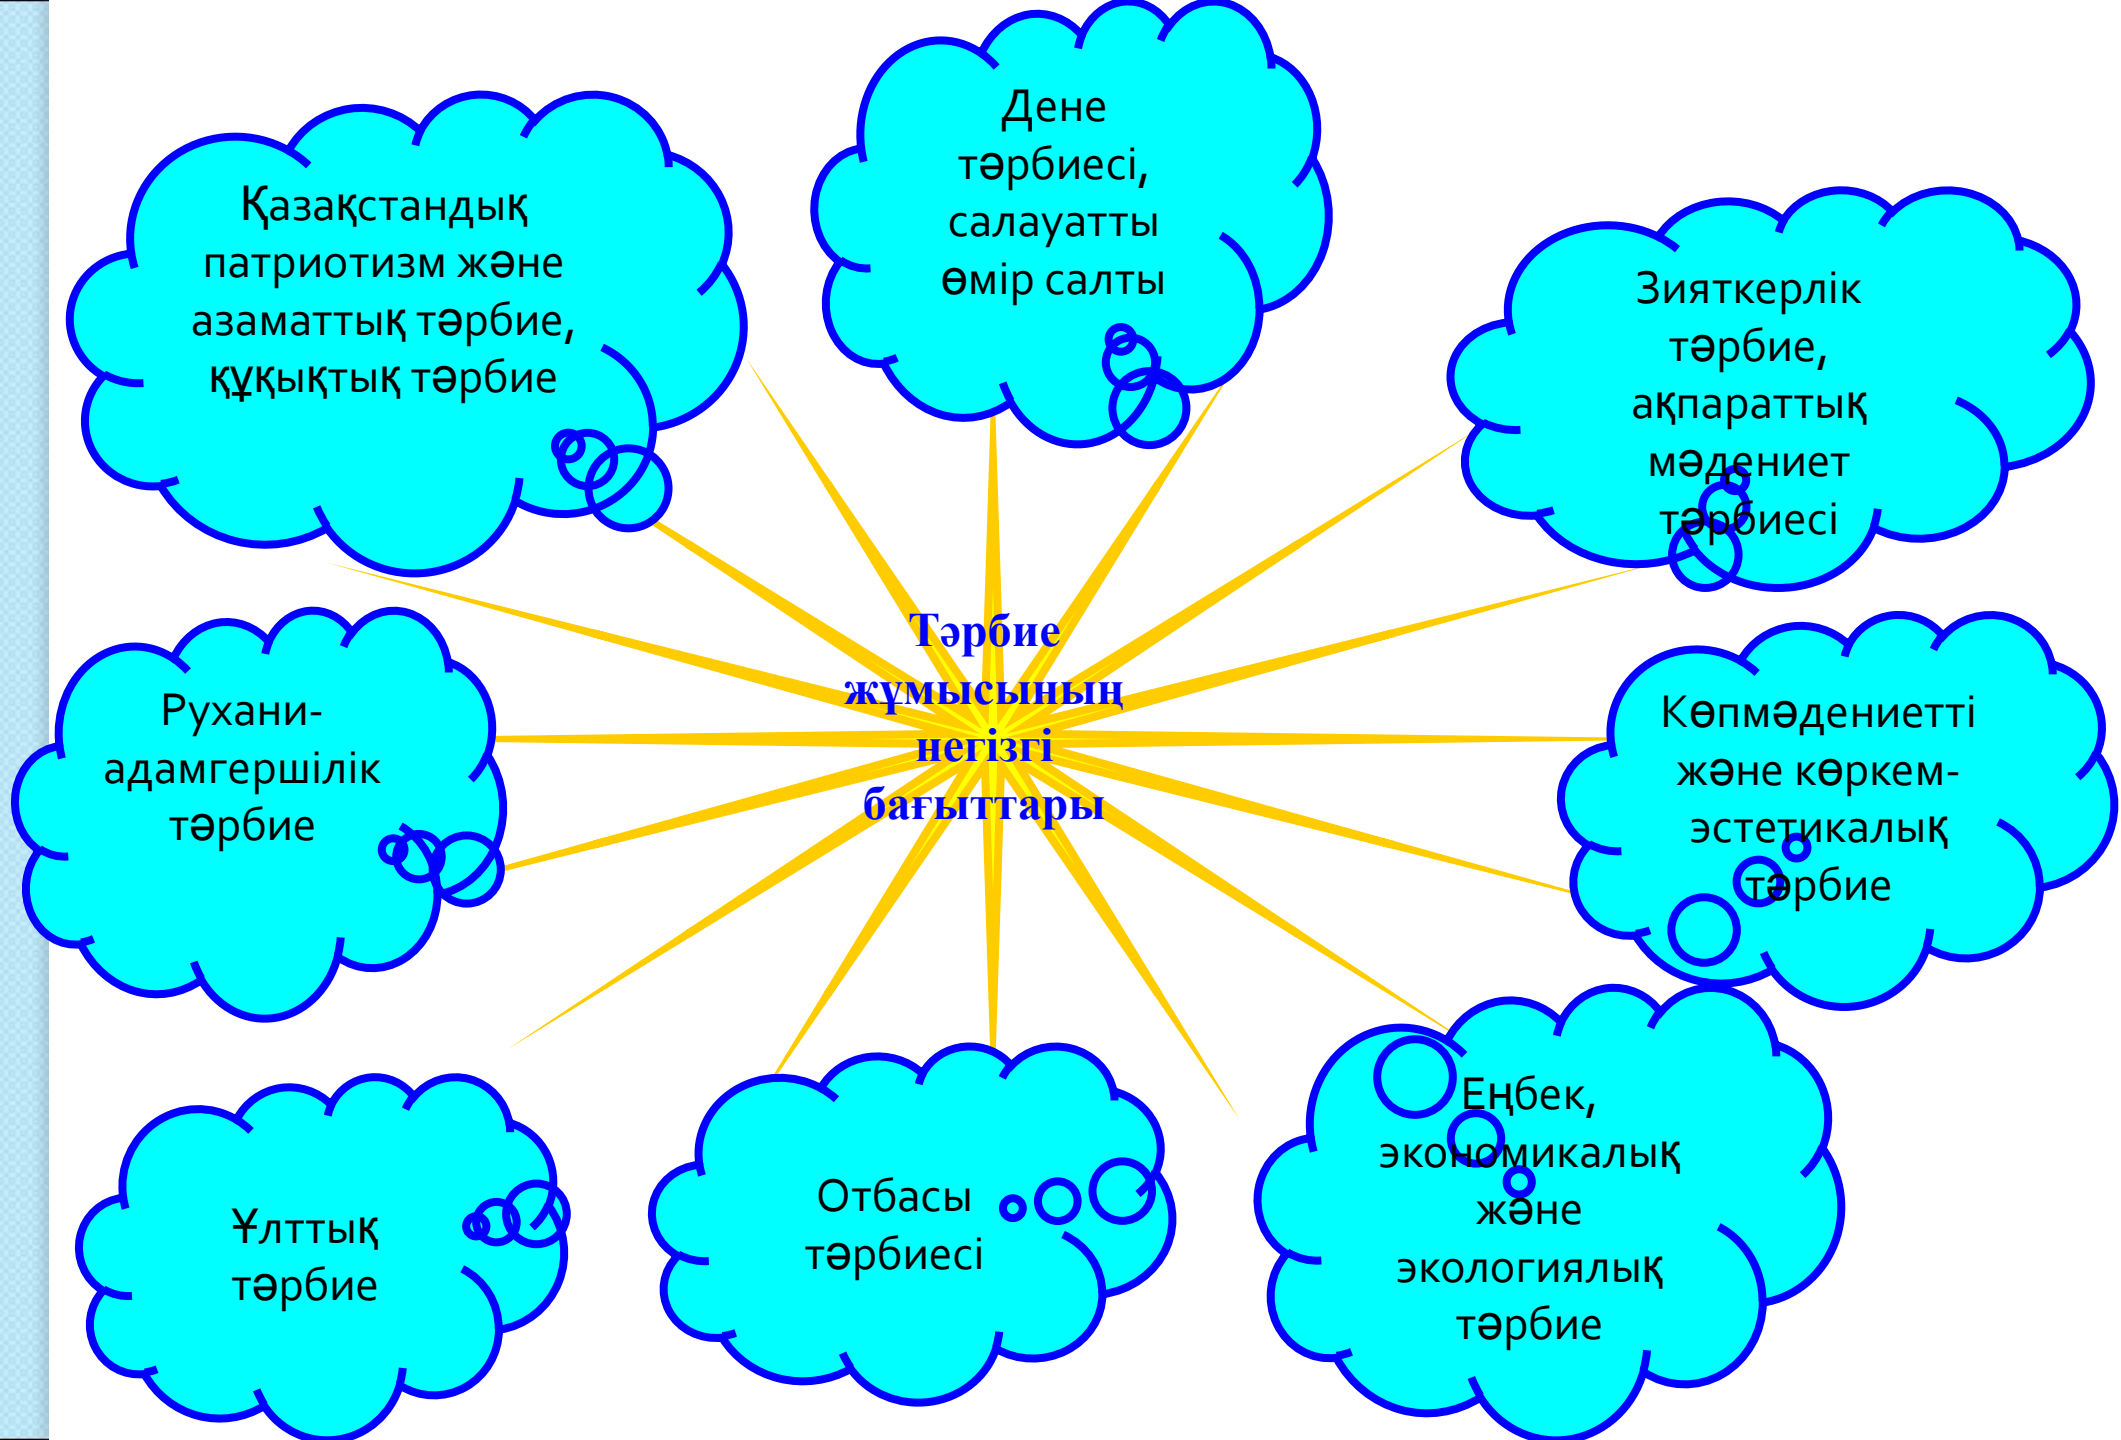 Дене
тәрбиесі,
салауатты
өмір салты
Қазақстандық
патриотизм және
азаматтық тәрбие,
құқықтық тәрбие
Зияткерлік
тәрбие,
ақпараттық
мәдениет
тәрбиесі
Тәрбие
жұмысының
негізгі
бағыттары
Рухани-
адамгершілік
тәрбие
Көпмәдениетті
және көркем-
эстетикалық
тәрбие
Ұлттық
тәрбие
Отбасы
тәрбиесі
Еңбек,
экономикалық
және
экологиялық
тәрбие